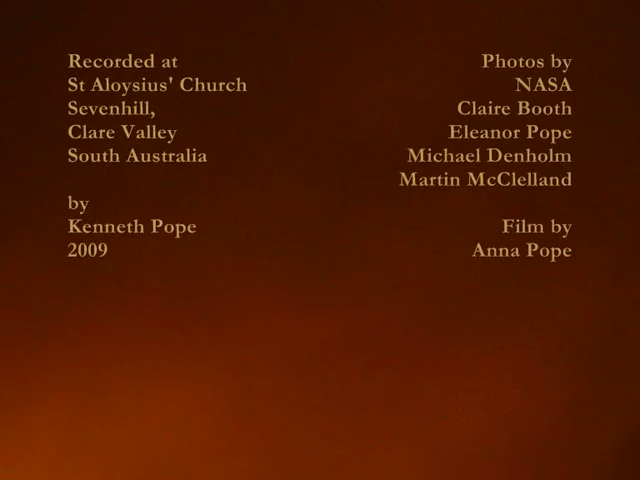 Recorded at
St Aloysius' Church
Sevenhill,
Clare Valley
South Australia
by
Kenneth Pope
2009
Photos by
NASA
Claire Booth
Eleanor Pope
Michael Denholm
Martin McClelland
Film by
Anna Pope